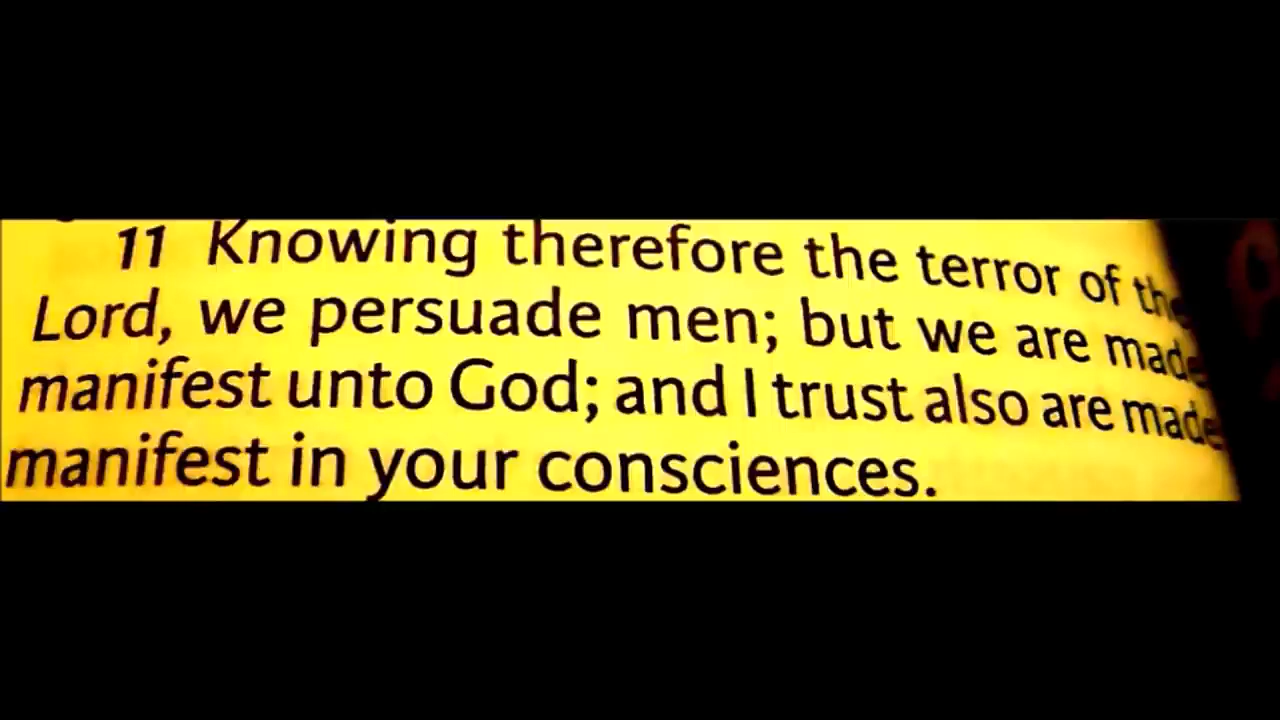 11 Knowing therefore the terror of the
Lord, we persuade men; but we are made
manifest unto God; and I trust also are made
manifest in your consciences.